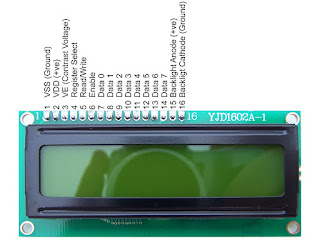 1 VSS (Ground)
2 VDD (+ve)
3 VE (Contrast Voltage)
4 Register Select
5 Read/Write
6 Enable
7 Data 0
8 Data 1
9 Data 2
10 Data 3
11 Data 4
12 Data 5
13 Data 6
14 Data 7
15 Backlight Anode (+ve)
16 Backligt Cathode (Ground)
1
16 YJD1602A-1